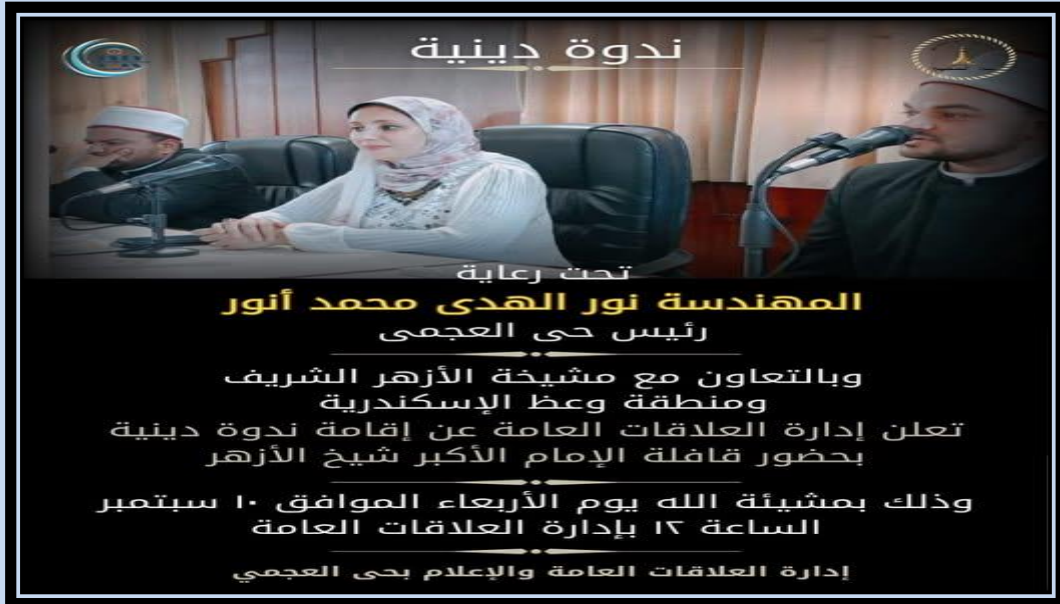 ندوة دينية
تحت رعاية
المهندسة نور الهدى محمد أنور
رئيس حى العجمى
وبالتعاون مع مشيخة الأزهر الشريف
ومنطقة وعظ الإسكندرية
تعلن إدارة العلاقات العامة عن إقامة ندوة دينية
بحضور قافلة الإمام الأكبر شيخ الأزهر
وذلك بمشيئة الله يوم الأربعاء الموافق ١٠ سبتمبر
الساعة ١٢ بإدارة العلاقات العامة
إدارة العلاقات العامة والإعلام بحى العجمي